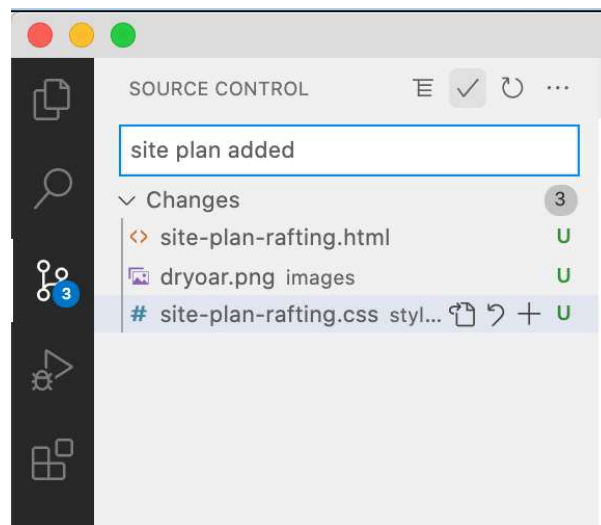 SOURCE CONTROL
site plan added
Changes 3
site-plan-rafting.html U
dryoar.png images U
3
# site-plan-rafting.css styl... U